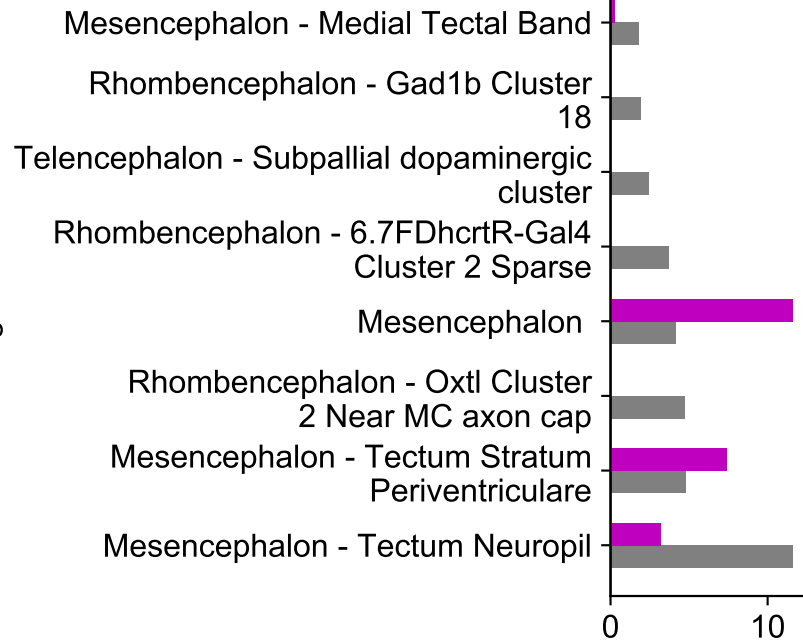 Mesencephalon - Medial Tectal Band
Rhombencephalon - Gad1b Cluster
18
Telencephalon - Subpallial dopaminergic
cluster
Rhombencephalon - 6.7FDhcrtR-Gal4
Cluster 2 Sparse
Mesencephalon
Rhombencephalon - Oxtl Cluster
2 Near MC axon cap
Mesencephalon - Tectum Stratum
Periventriculare
Mesencephalon - Tectum Neuropil
0 10